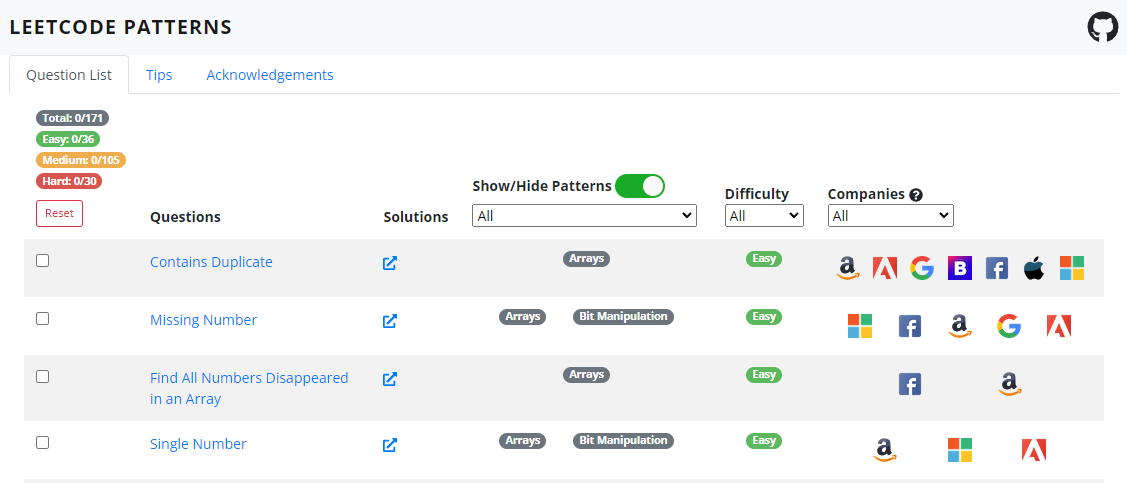 LEETCODE PATTERNS
Question List
Tips
Acknowledgements
Total: 0/171
Easy: 0/36
Medium: 0/105
Hard: 0/30
Reset
Questions
Solutions
Show/Hide Patterns
All
Difficulty
All
Companies ?
All
Contains Duplicate
Arrays
Easy
Missing Number
Arrays
Bit Manipulation
Easy
Find All Numbers Disappeared
in an Array
Arrays
Easy
Single Number
Arrays
Bit Manipulation
Easy